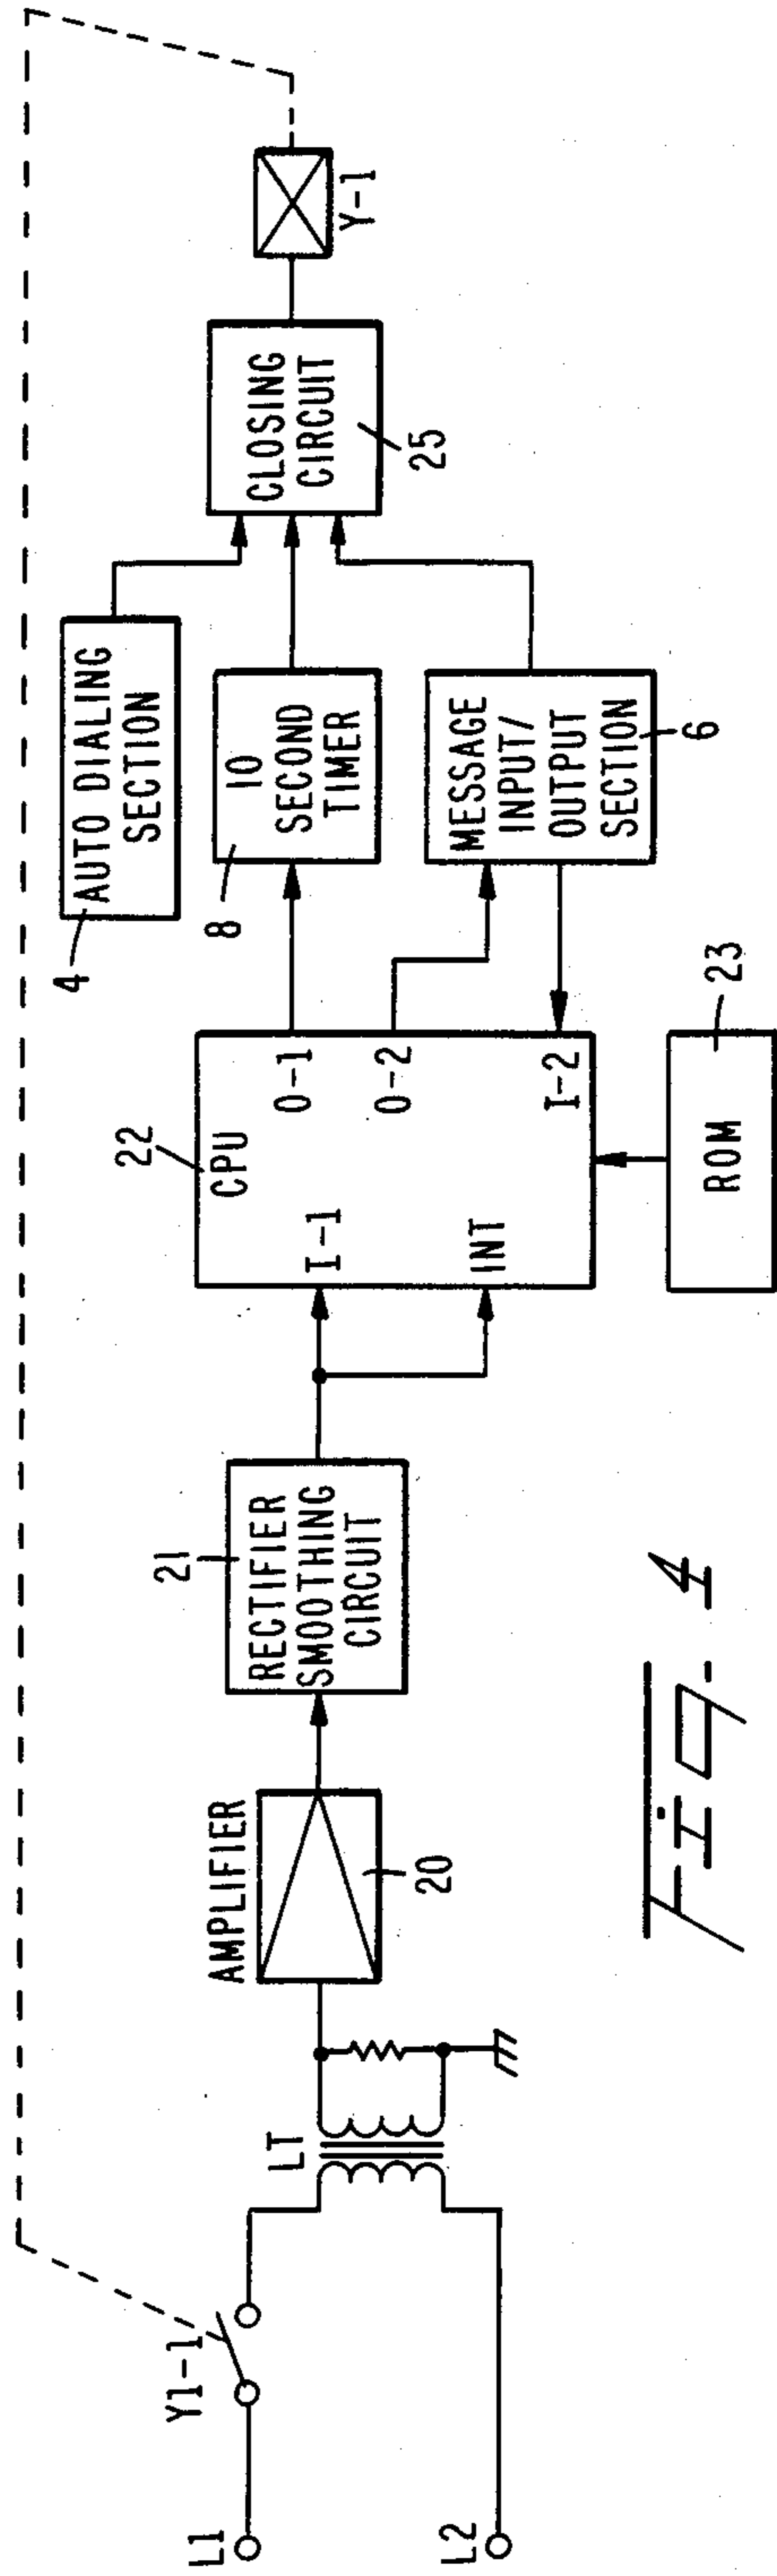 L1
L2
Y1-1
LT
AMPLIFIER
20
21
RECTIFIER
SMOOTHING
CIRCUIT
22
CPU
I-1
INT
O-1
O-2
I-2
ROM
23
4
AUTO DIALING
SECTION
8
10
SECOND
TIMER
MESSAGE
INPUT/
OUTPUT
SECTION
6
CLOSING
CIRCUIT
25
Y-1
Fig. 4